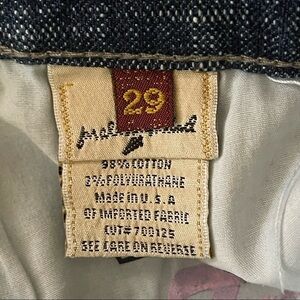 29
98% COTTON
2% POLYURATHANE
MADE IN U.S.A
OF IMPORTED FABRIC
CUT# 700125
SEE CARE ON REVERSE